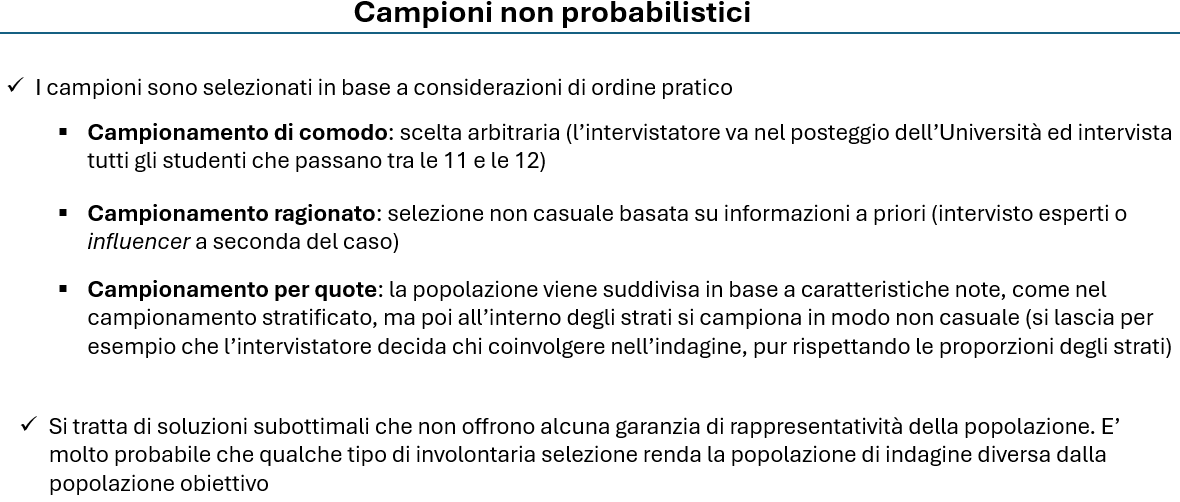 Campioni non probabilistici
✓ I campioni sono selezionati in base a considerazioni di ordine pratico
▪ Campionamento di comodo: scelta arbitraria (l’intervistatore va nel posteggio dell’Università ed intervista
tutti gli studenti che passano tra le 11 e le 12)
▪ Campionamento ragionato: selezione non casuale basata su informazioni a priori (intervisto esperti o
influencer a seconda del caso)
▪ Campionamento per quote: la popolazione viene suddivisa in base a caratteristiche note, come nel
campionamento stratificato, ma poi all’interno degli strati si campiona in modo non casuale (si lascia per
esempio che l’intervistatore decida chi coinvolgere nell’indagine, pur rispettando le proporzioni degli strati)
✓ Si tratta di soluzioni subottimali che non offrono alcuna garanzia di rappresentatività della popolazione. E’
molto probabile che qualche tipo di involontaria selezione renda la popolazione di indagine diversa dalla
popolazione obiettivo